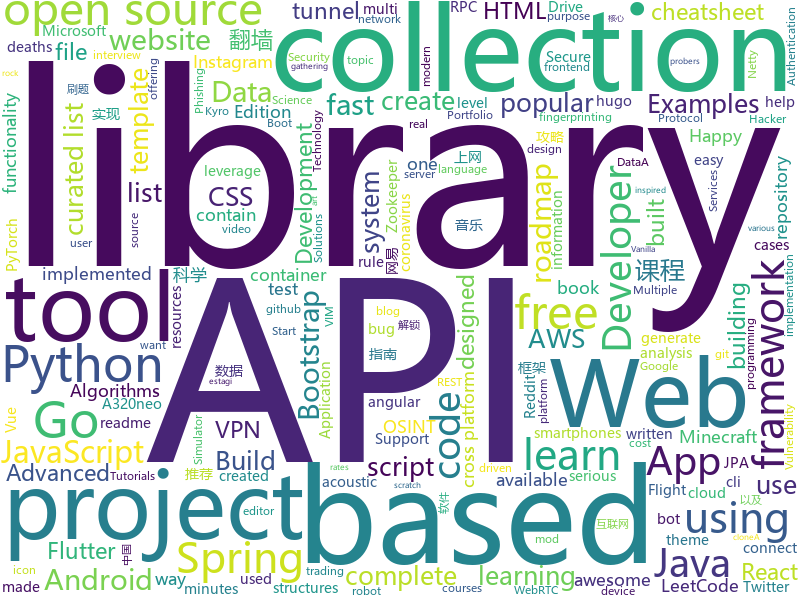 open source
Microsoft
deaths
file
website
翻墙
Instagram
tunnel
multi
network
RPC
HTML
Drive
purpose
核心
topic
Secure
frontend
cheatsheet
Security
gathering
Authentication
collection
modern
Netty
probers
interview
rock
刷题
实现
Phishing
offering
Data
Science
Kyro
Edition
Boot
fast
create
level
Portfolio
popular
hugo
Protocol
fingerprinting
Examples
help
Hacker
functionality
curated list
template
library
list
CSS
contain
leverage
Development
Technology
Solutions
art
one
video
system
Zookeeper
coronavirus
real
server
language
上网
design
攻略
DataA
inspired
Happy
easy
Services
repository
PyTorch
user
source
implemented
resources
科学
container
rule
网易
音乐
roadmap
information
Developer
built
Vanilla
various
Multiple
课程
cases
implementation
tool
API
test
github
Start
book
free
designed
cross platform
building
framework
programming
Python
数据
estagi
Bootstrap
VIM
blog
bug
指南
解锁
REST
want
AWS
generate
analysis
git
Google
框架
platform
Web
Algorithms
A320neo
readme
Go
Vue
JavaScript
VPN
Simulator
Application
angular
OSINT
Support
code
Reddit
learn
smartphones
written
Minecraft
cost
App
JPA
use
Vulnerability
Advanced
Tutorials
Build
created
推荐
script
acoustic
available
cli
serious
Flight
cloud
driven
project
based
using
软件
以及
互联网
cloneA
editor
mod
bot
theme
connect
Flutter
Spring
中国
Java
Android
way
minutes
icon
made
used
structures
robot
rates
trading
scratch
complete
learning
courses
WebRTC
awesome
device
LeetCode
Twitter
React